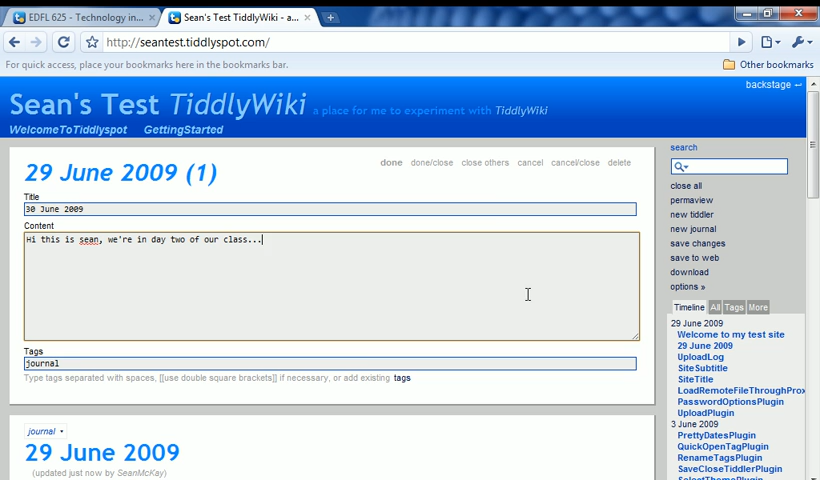 EDFL 625 - Technology in...
Sean's Test TiddlyWiki - a...
http://seantest.tiddlyspot.com/
For quick access, place your bookmarks here in the bookmarks bar.
Other bookmarks
backstage
Sean's Test TiddlyWiki a place for me to experiment with TiddlyWiki
WelcomeToTiddlyspot GettingStarted
29 June 2009 (1)
done done/close close others cancel cancel/close delete
Title
30 June 2009
Content
Hi this is sean, we're in day two of our class...
Tags
journal
Type tags separated with spaces, [[use double square brackets]] if necessary, or add existing tags
journal
29 June 2009
(updated just now by SeanMcKay)
search
close all
permaview
new tiddler
new journal
save changes
save to web
download
options »
Timeline All Tags More
29 June 2009
Welcome to my test site
29 June 2009
UploadLog
SiteSubtitle
SiteTitle
LoadRemoteFileThroughProx
PasswordOptionsPlugin
UploadPlugin
3 June 2009
PrettyDatesPlugin
QuickOpenTagPlugin
RenameTagsPlugin
SaveCloseTiddlerPlugin
SelectThemePlugin